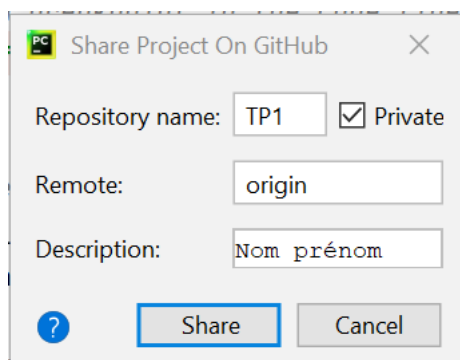 PC
Share Project On GitHub
Repository name: TP1 Private
Remote: origin
Description: Nom prénom
?
Share Cancel